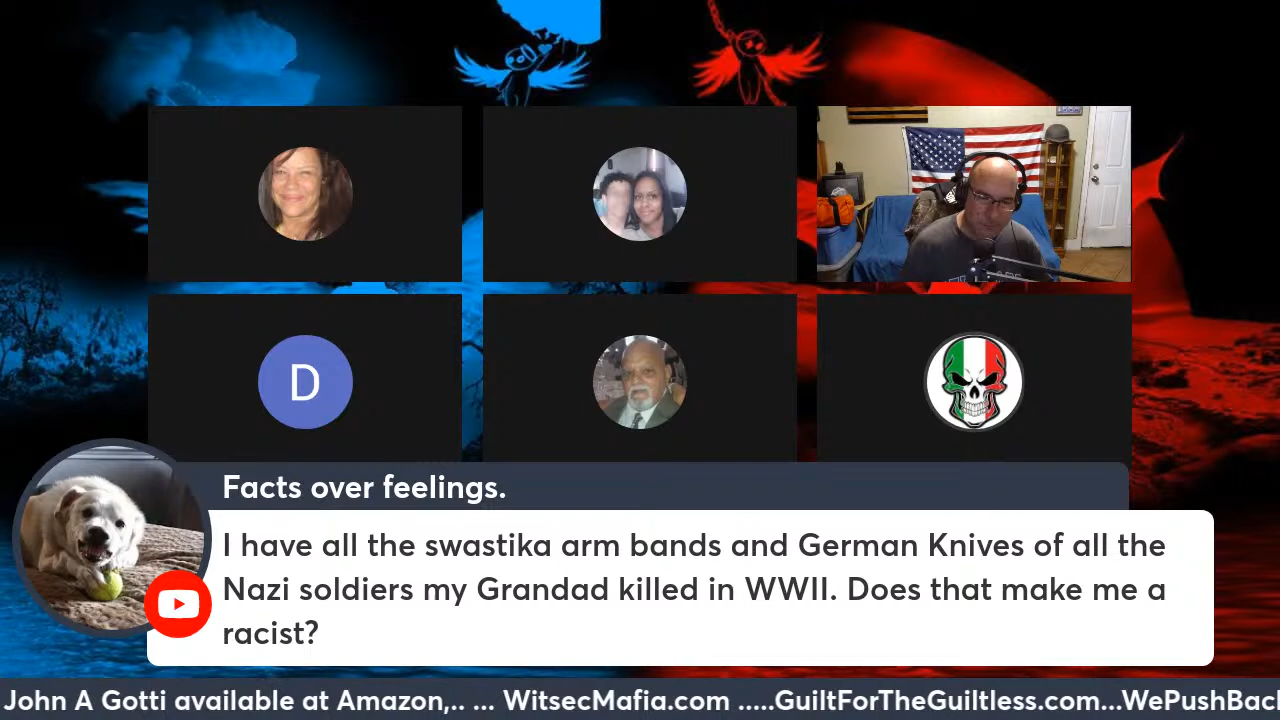 D
Facts over feelings.
I have all the swastika arm bands and German Knives of all the
Nazi soldiers my Grandad killed in WWII. Does that make me a
racist?
John A Gotti available at Amazon,.. ... WitsecMafia.com .....GuiltForTheGuiltless.com...WePushBac